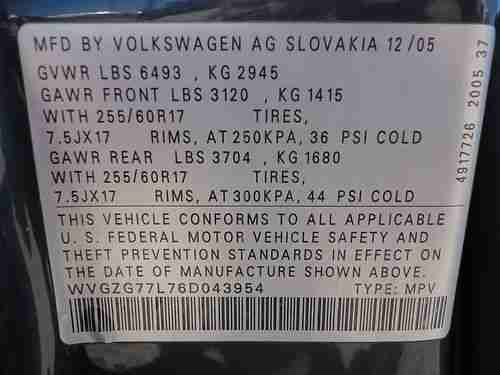 MFD BY VOLKSWAGEN AG SLOVAKIA 12/05
GVWR LBS 6493 , KG 2945
GAWR FRONT LBS 3120 , KG 1415
WITH 255/60R17 TIRES,
7.5JX17 RIMS, AT 250KPA, 36 PSI COLD
GAWR REAR LBS 3704 , KG 1680
WITH 255/60R17 TIRES,
7.5JX17 RIMS, AT 300KPA, 44 PSI COLD
THIS VEHICLE CONFORMS TO ALL APPLICABLE
U. S. FEDERAL MOTOR VEHICLE SAFETY AND
THEFT PREVENTION STANDARDS IN EFFECT ON
THE DATE OF MANUFACTURE SHOWN ABOVE.
WVGZG77L76D043954 TYPE: MPV
4917726 2005 37